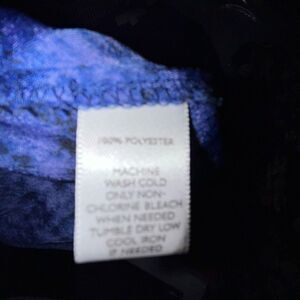 100% POLYESTER
MACHINE
WASH COLD
ONLY NON-
CHLORINE BLEACH
WHEN NEEDED
TUMBLE DRY LOW
COOL IRON
IF NEEDED